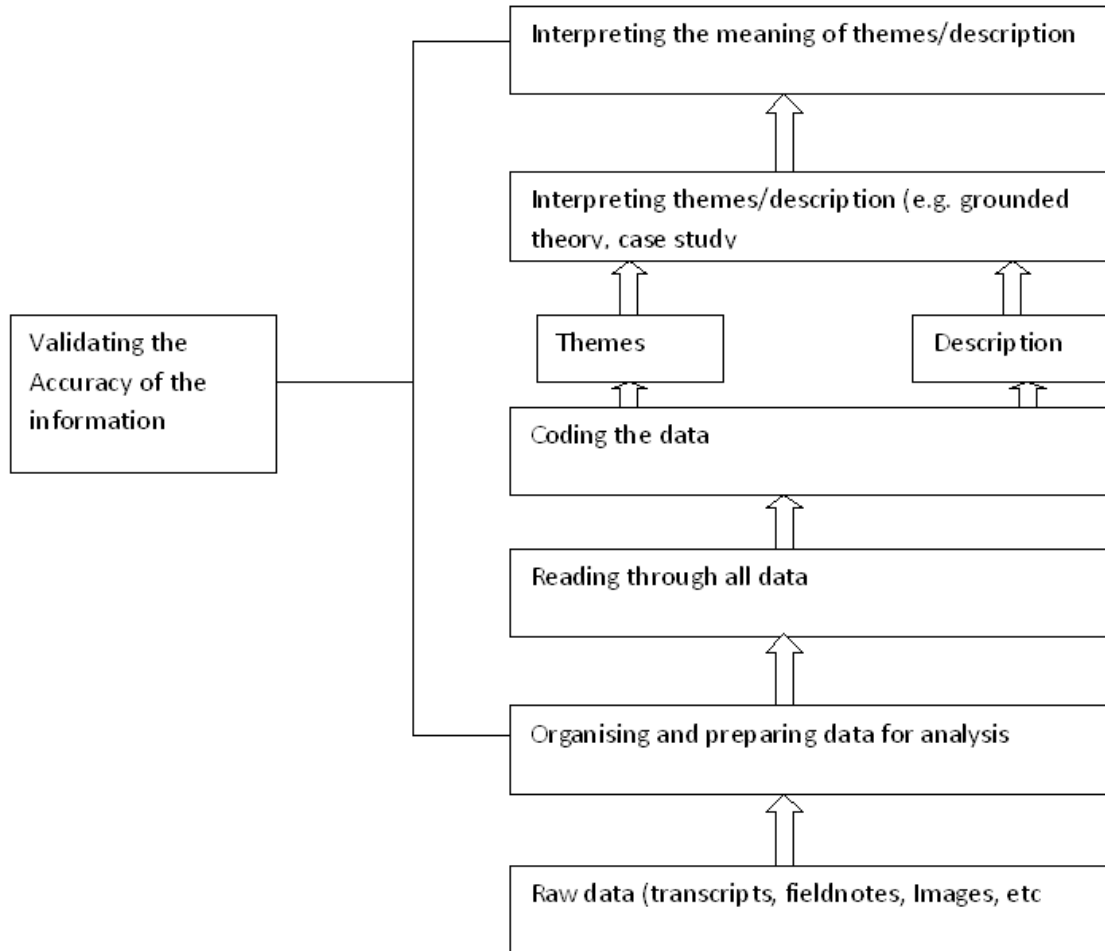 Interpreting the meaning of themes/description
Interpreting themes/description (e.g. grounded
theory, case study
Validating the
Accuracy of the
information
Themes
Description
Coding the data
Reading through all data
Organising and preparing data for analysis
Raw data (transcripts, fieldnotes, Images, etc